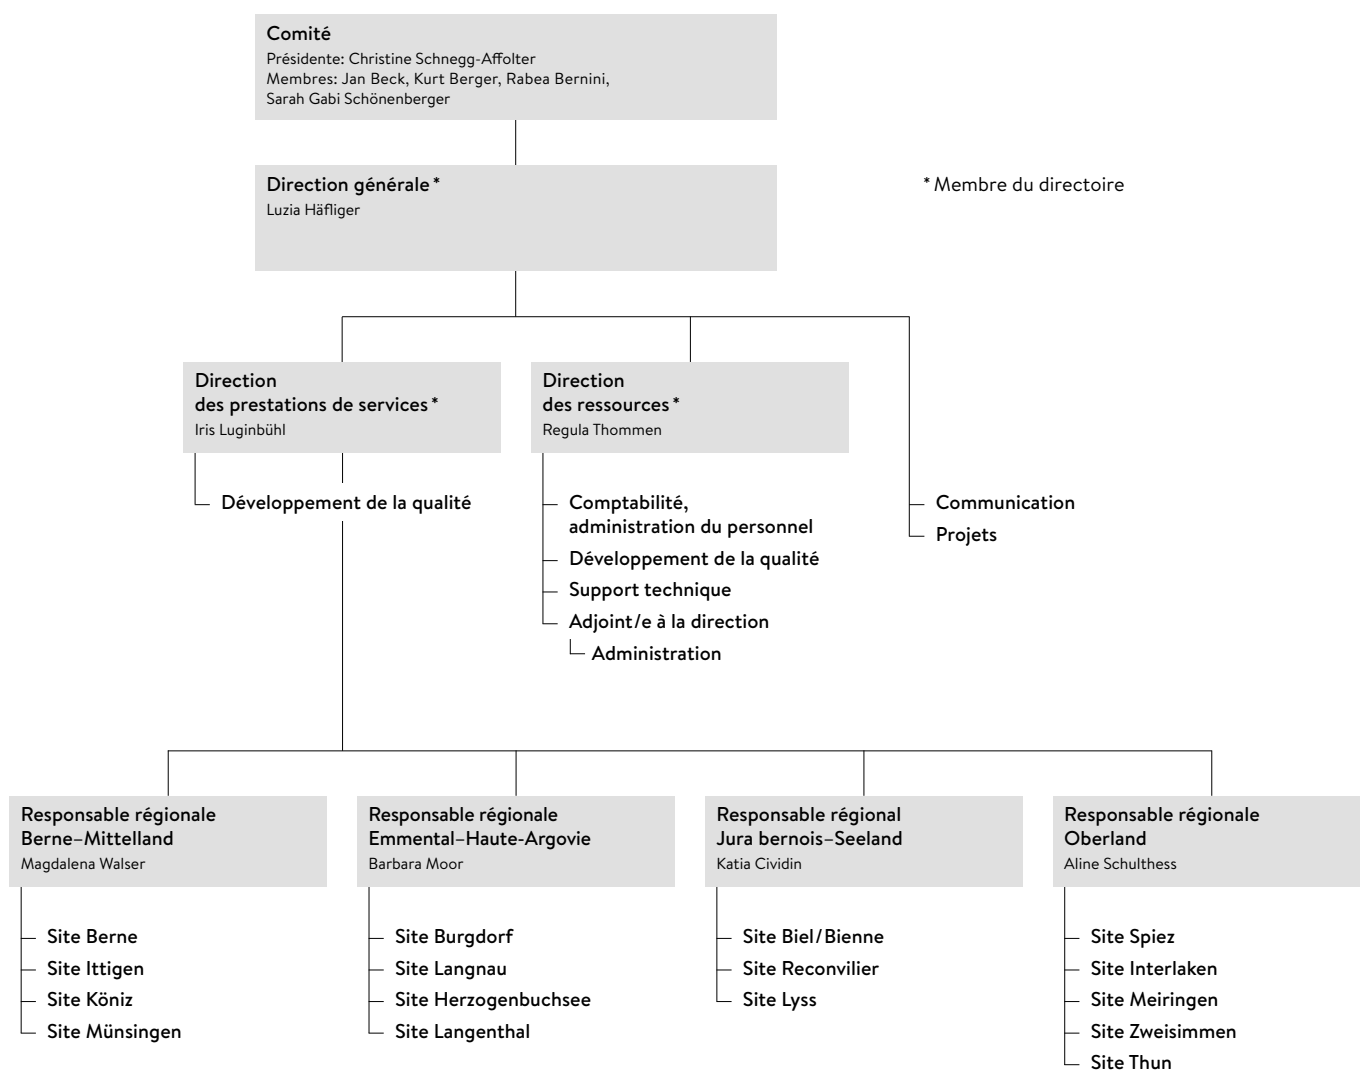 Comité
Présidente: Christine Schnegg-Affolter
Membres: Jan Beck, Kurt Berger, Rabea Bernini,
Sarah Gabi Schönenberger
Direction générale *
Luzia Häfliger
* Membre du directoire
Direction
des prestations de services *
Iris Luginbühl
Direction
des ressources *
Regula Thommen
Développement de la qualité
Comptabilité,
administration du personnel
Développement de la qualité
Support technique
Adjoint/e à la direction
Administration
Communication
Projets
Responsable régionale
Berne–Mittelland
Magdalena Walser
Site Berne
Site Ittigen
Site Köniz
Site Münsingen
Responsable régionale
Emmental–Haute-Argovie
Barbara Moor
Site Burgdorf
Site Langnau
Site Herzogenbuchsee
Site Langenthal
Responsable régional
Jura bernois–Seeland
Katia Cividin
Site Biel/Bienne
Site Reconvilier
Site Lyss
Responsable régionale
Oberland
Aline Schulthess
Site Spiez
Site Interlaken
Site Meiringen
Site Zweisimmen
Site Thun